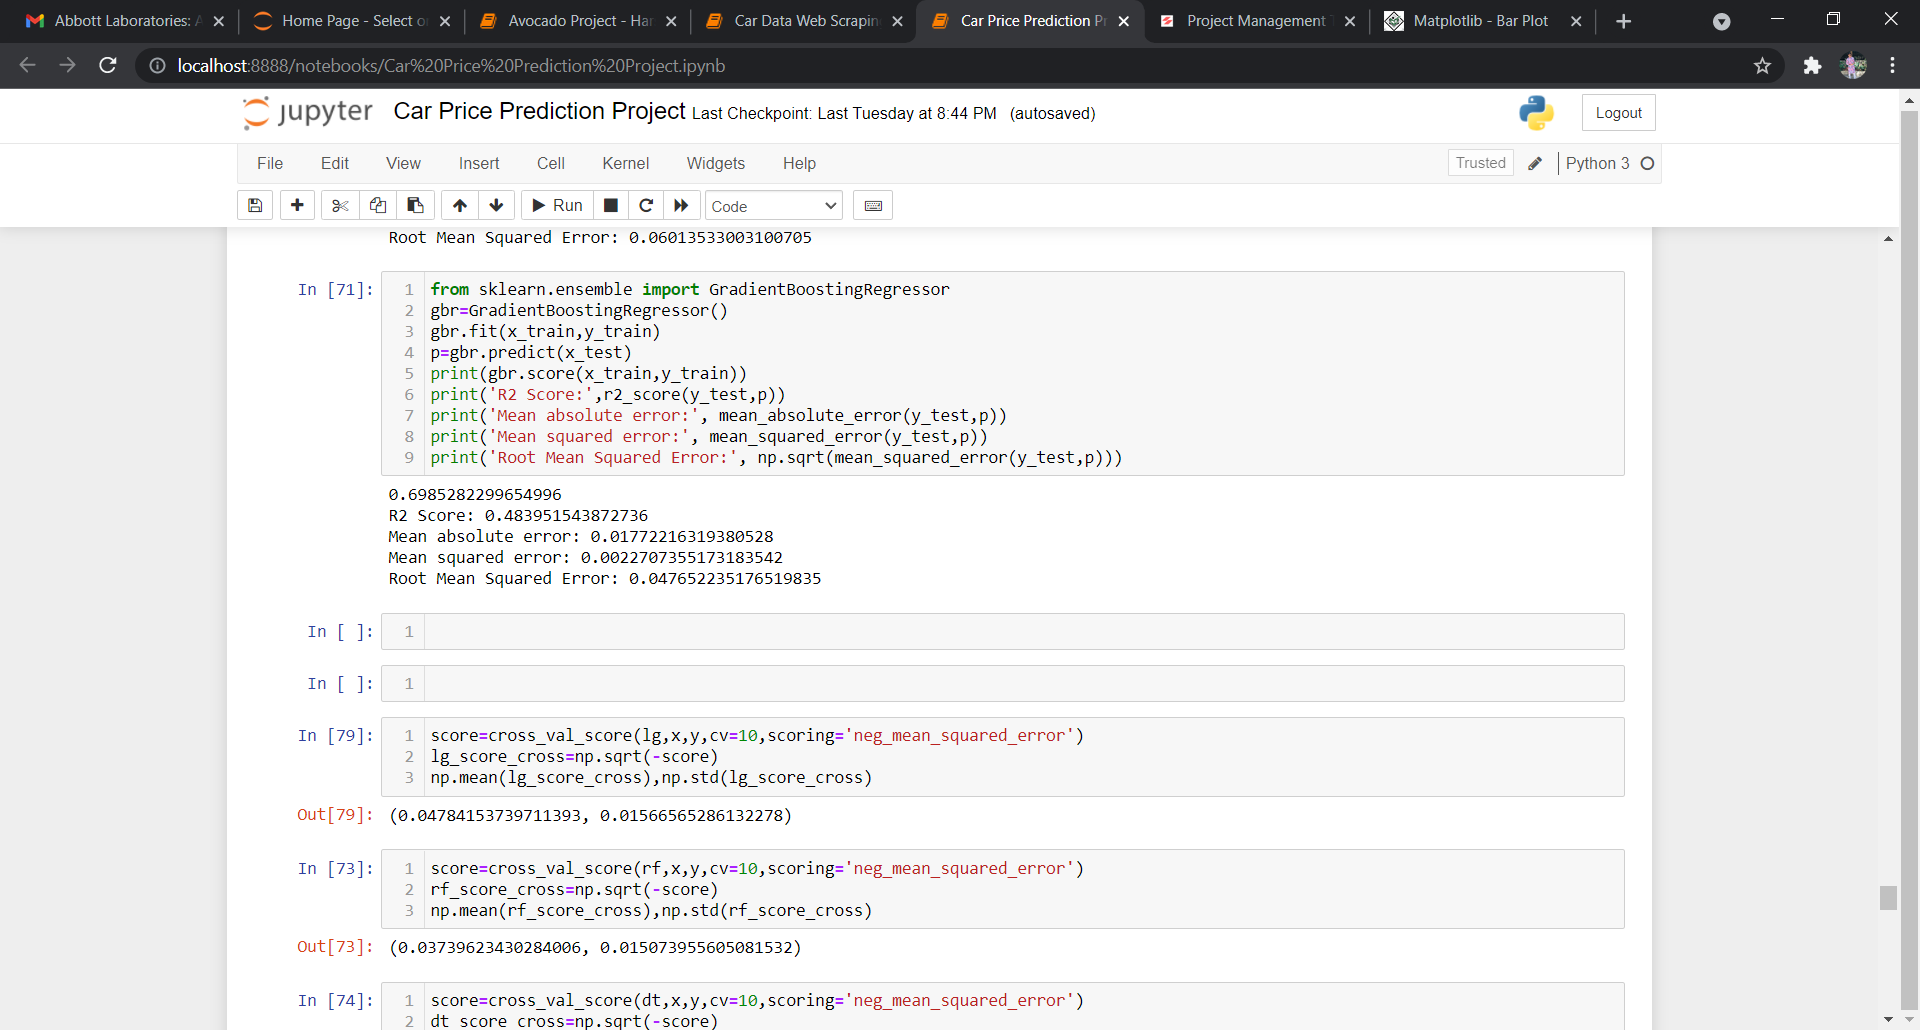 Abbott Laboratories: A
Home Page - Select o
Avocado Project - Har
Car Data Web Scrapin
Car Price Prediction P
Project Management T
Matplotlib - Bar Plot
localhost:8888/notebooks/Car%20Price%20Prediction%20Project.ipynb
jupyter Car Price Prediction Project Last Checkpoint: Last Tuesday at 8:44 PM (autosaved)
Logout
File Edit View Insert Cell Kernel Widgets Help
Trusted Python 3
Run Code
Root Mean Squared Error: 0.06013533003100705
In [71]:
1 from sklearn.ensemble import GradientBoostingRegressor
2 gbr=GradientBoostingRegressor()
3 gbr.fit(x_train,y_train)
4 p=gbr.predict(x_test)
5 print(gbr.score(x_train,y_train))
6 print('R2 Score:',r2_score(y_test,p))
7 print('Mean absolute error:', mean_absolute_error(y_test,p))
8 print('Mean squared error:', mean_squared_error(y_test,p))
9 print('Root Mean Squared Error:', np.sqrt(mean_squared_error(y_test,p)))
0.6985282299654996
R2 Score: 0.483951543872736
Mean absolute error: 0.01772216319380528
Mean squared error: 0.0022707355173183542
Root Mean Squared Error: 0.047652235176519835
In [ ]: 1
In [ ]: 1
In [79]:
1 score=cross_val_score(lg,x,y,cv=10,scoring='neg_mean_squared_error')
2 lg_score_cross=np.sqrt(-score)
3 np.mean(lg_score_cross),np.std(lg_score_cross)
Out[79]: (0.04784153739711393, 0.01566565286132278)
In [73]:
1 score=cross_val_score(rf,x,y,cv=10,scoring='neg_mean_squared_error')
2 rf_score_cross=np.sqrt(-score)
3 np.mean(rf_score_cross),np.std(rf_score_cross)
Out[73]: (0.03739623430284006, 0.015073955605081532)
In [74]:
1 score=cross_val_score(dt,x,y,cv=10,scoring='neg_mean_squared_error')
2 dt_score_cross=np.sqrt(-score)